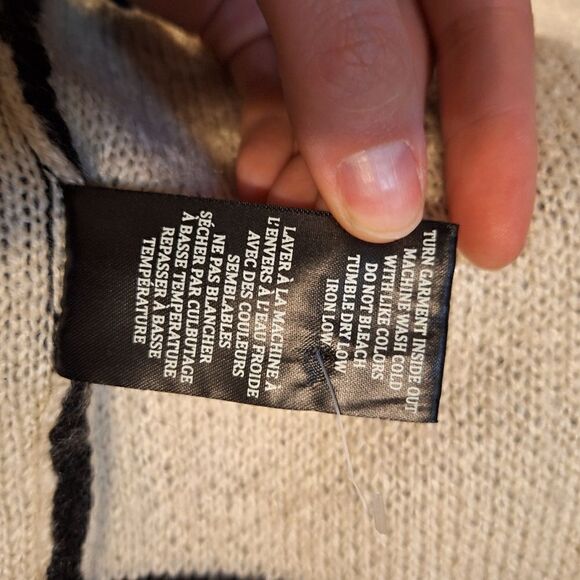 TURN GARMENT INSIDE OUT
MACHINE WASH COLD
WITH LIKE COLORS
DO NOT BLEACH
TUMBLE DRY LOW
IRON LOW
LAVER À LA MACHINE À
L'ENVERS À L'EAU FROIDE
AVEC DES COULEURS
SEMBLABLES
NE PAS BLANCHER
SÉCHER PAR CULBUTAGE
À BASSE TEMPÉRATURE
REPASSER À BASSE
TEMPÉRATURE